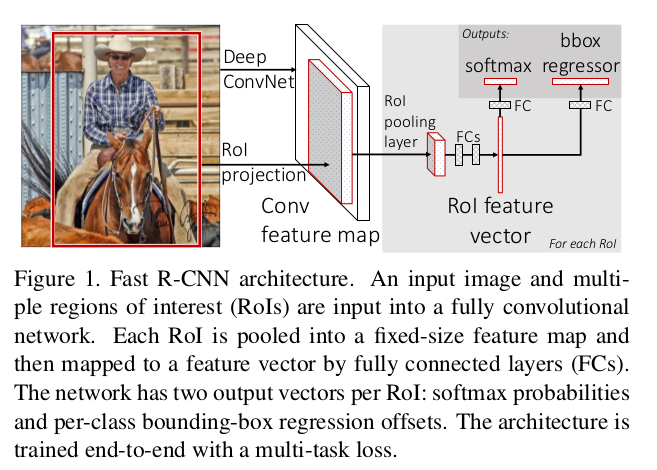 Deep
ConvNet
RoI
projection
Conv
feature map
RoI
pooling
layer
FCs
RoI feature
vector
Outputs:
softmax
bbox
regressor
FC
FC
For each RoI
Figure 1. Fast R-CNN architecture. An input image and multi-
ple regions of interest (RoIs) are input into a fully convolutional
network. Each RoI is pooled into a fixed-size feature map and
then mapped to a feature vector by fully connected layers (FCs).
The network has two output vectors per RoI: softmax probabilities
and per-class bounding-box regression offsets. The architecture is
trained end-to-end with a multi-task loss.